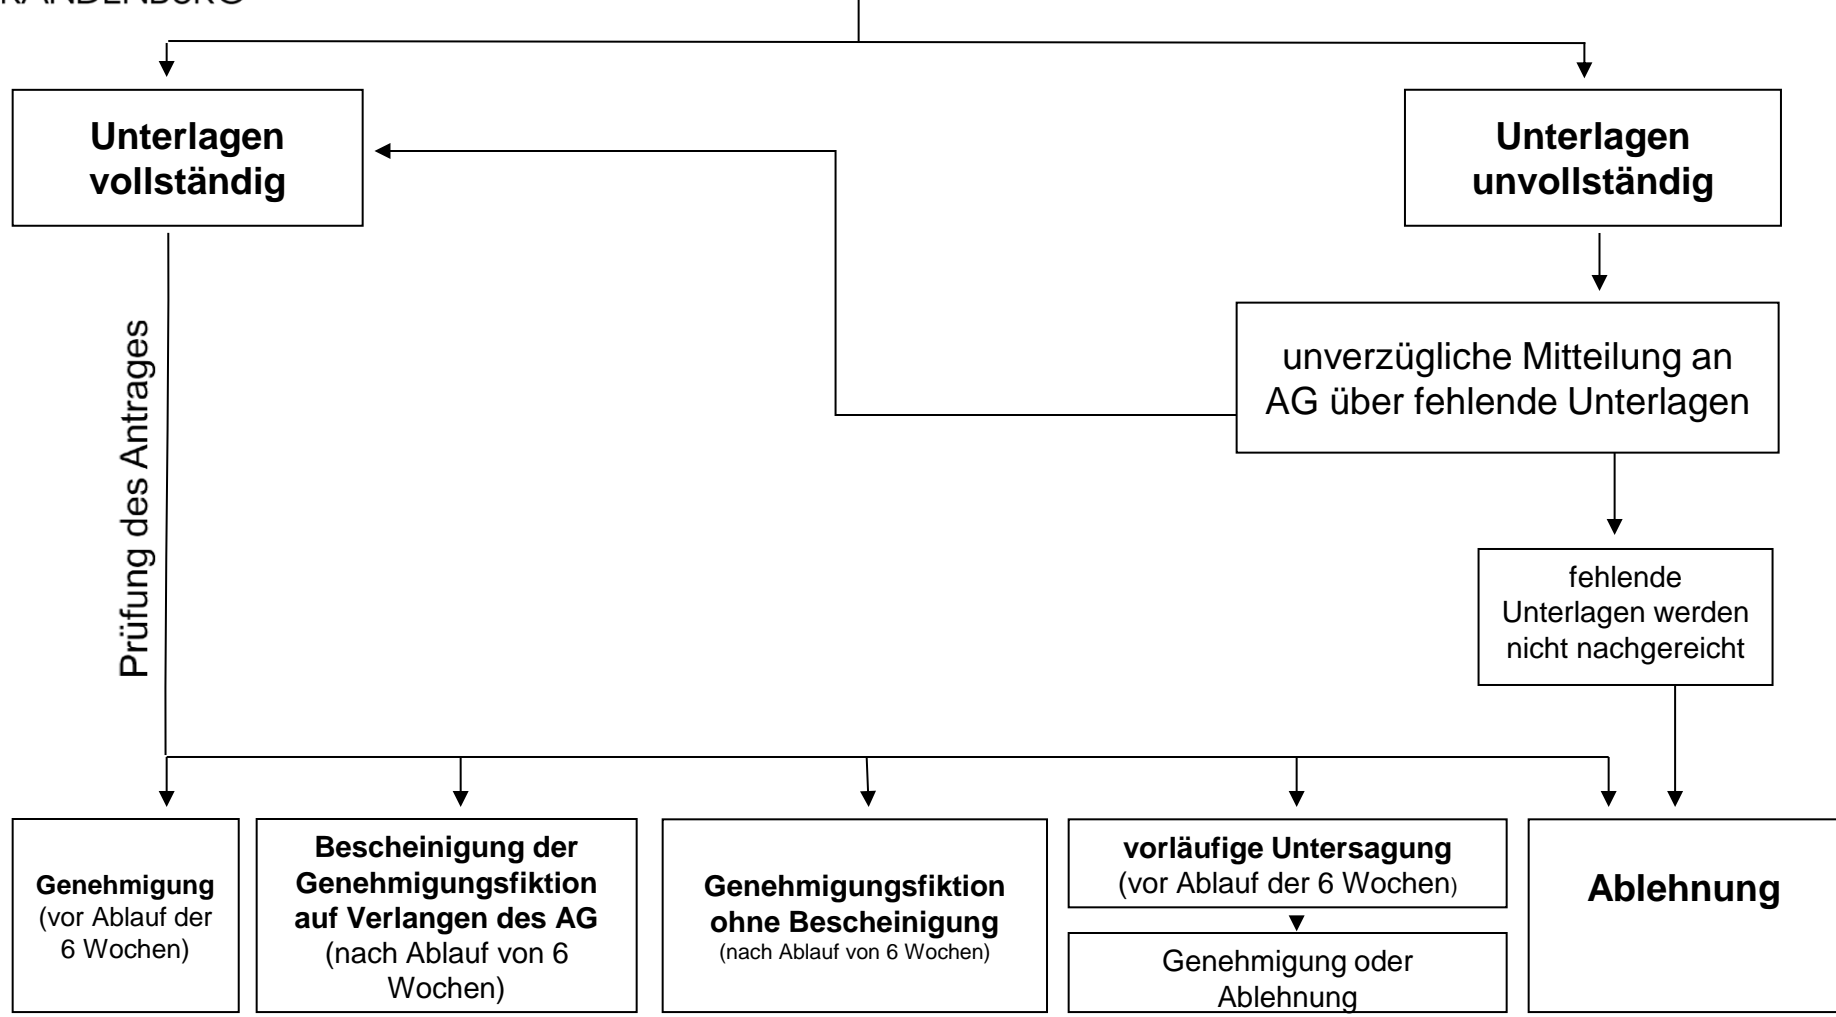 Unterlagen
vollständig
Unterlagen
unvollständig
unverzügliche Mitteilung an
AG über fehlende Unterlagen
Prüfung des Antrages
fehlende
Unterlagen werden
nicht nachgereicht
Genehmigung
(vor Ablauf der
6 Wochen)
Bescheinigung der
Genehmigungsfiktion
auf Verlangen des AG
(nach Ablauf von 6
Wochen)
Genehmigungsfiktion
ohne Bescheinigung
(nach Ablauf von 6 Wochen)
vorläufige Untersagung
(vor Ablauf der 6 Wochen)
Genehmigung oder
Ablehnung
Ablehnung